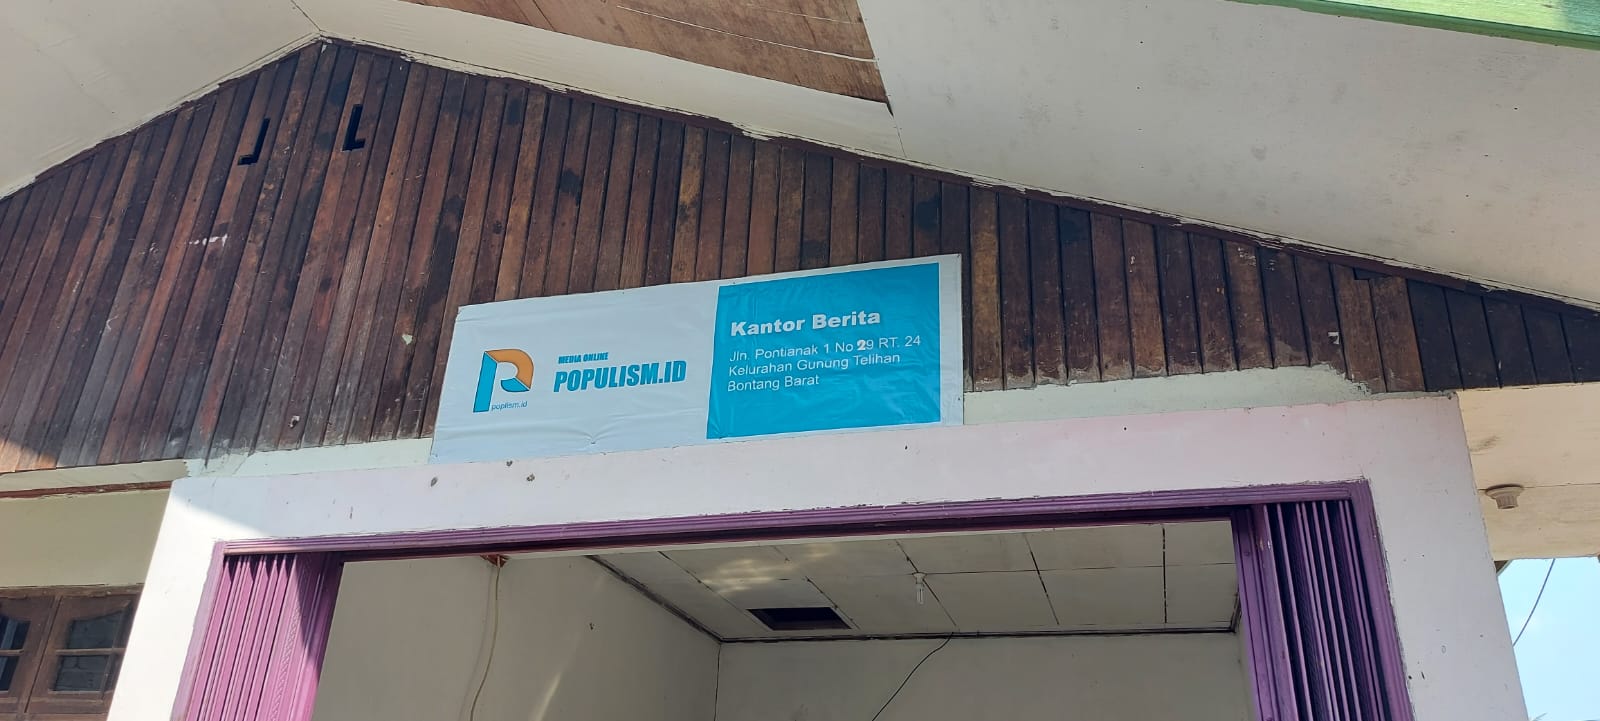 poplism.id
MEDIA ONLINE
POPULISM.ID
Kantor Berita
Jln. Pontianak 1 No 29 RT. 24
Kelurahan Gunung Telihan
Bontang Barat